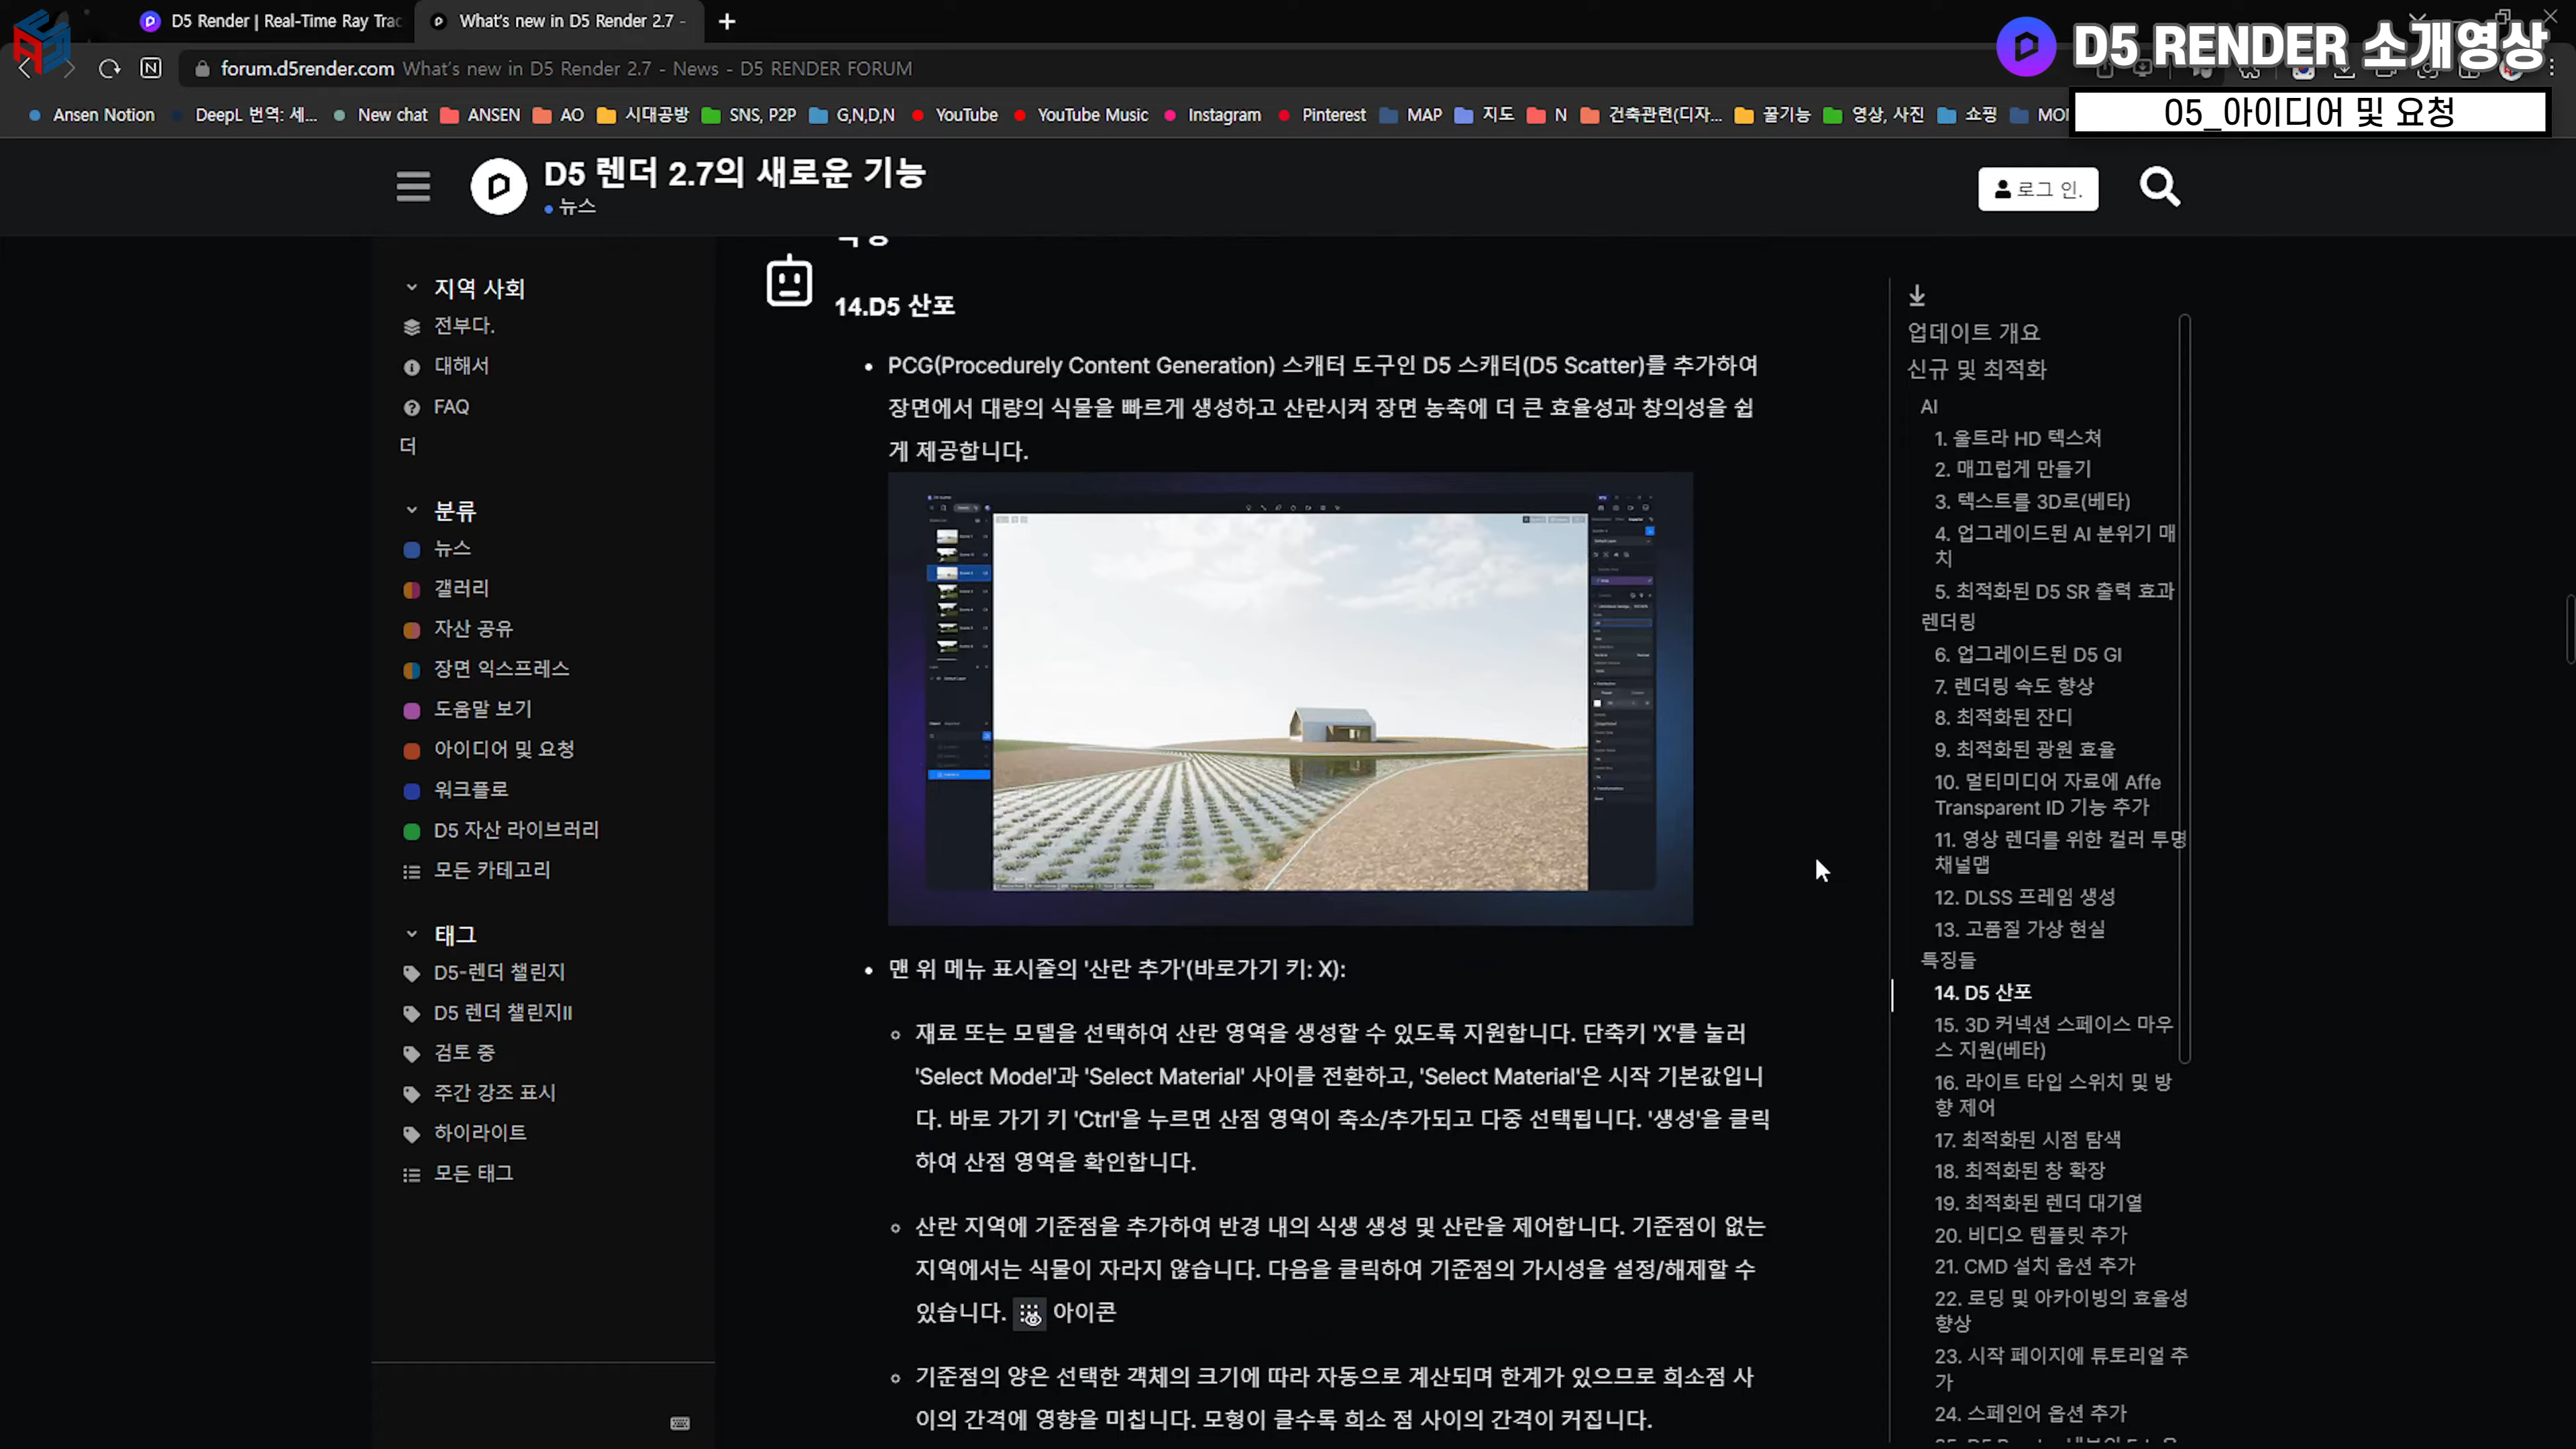 D5 Render | Real-Time Ray Trac
What's new in D5 Render 2.7 -
D5 RENDER 소개영상
forum.d5render.com What's new in D5 Render 2.7 - News - D5 RENDER FORUM
Ansen Notion
DeepL 번역: 세...
New chat
ANSEN
AO
시대공방
SNS, P2P
G,N,D,N
YouTube
YouTube Music
Instagram
Pinterest
MAP
지도
N
건축관련(디자...
꿀기능
영상, 사진
쇼핑
05_아이디어 및 요청
D5 렌더 2.7의 새로운 기능
뉴스
로그 인.
지역 사회
전부다.
대해서
FAQ
더
분류
뉴스
갤러리
자산 공유
장면 익스프레스
도움말 보기
아이디어 및 요청
워크플로
D5 자산 라이브러리
모든 카테고리
태그
D5-렌더 챌린지
D5 렌더 챌린지II
검토 중
주간 강조 표시
하이라이트
모든 태그
14.D5 산포
PCG(Procedurely Content Generation) 스캐터 도구인 D5 스캐터(D5 Scatter)를 추가하여
장면에서 대량의 식물을 빠르게 생성하고 산란시켜 장면 농축에 더 큰 효율성과 창의성을 쉽
게 제공합니다.
맨 위 메뉴 표시줄의 '산란 추가'(바로가기 키: X):
재료 또는 모델을 선택하여 산란 영역을 생성할 수 있도록 지원합니다. 단축키 'X'를 눌러
'Select Model'과 'Select Material' 사이를 전환하고, 'Select Material'은 시작 기본값입니
다. 바로 가기 키 'Ctrl'을 누르면 산점 영역이 축소/추가되고 다중 선택됩니다. '생성'을 클릭
하여 산점 영역을 확인합니다.
산란 지역에 기준점을 추가하여 반경 내의 식생 생성 및 산란을 제어합니다. 기준점이 없는
지역에서는 식물이 자라지 않습니다. 다음을 클릭하여 기준점의 가시성을 설정/해제할 수
있습니다. 아이콘
기준점의 양은 선택한 객체의 크기에 따라 자동으로 계산되며 한계가 있으므로 희소점 사
이의 간격에 영향을 미칩니다. 모형이 클수록 희소 점 사이의 간격이 커집니다.
업데이트 개요
신규 및 최적화
AI
1. 울트라 HD 텍스쳐
2. 매끄럽게 만들기
3. 텍스트를 3D로(베타)
4. 업그레이드된 AI 분위기 매
치
5. 최적화된 D5 SR 출력 효과
렌더링
6. 업그레이드된 D5 GI
7. 렌더링 속도 향상
8. 최적화된 잔디
9. 최적화된 광원 효율
10. 멀티미디어 자료에 Affe
Transparent ID 기능 추가
11. 영상 렌더를 위한 컬러 투명
채널맵
12. DLSS 프레임 생성
13. 고품질 가상 현실
특징들
14. D5 산포
15. 3D 커넥션 스페이스 마우
스 지원(베타)
16. 라이트 타입 스위치 및 방
향 제어
17. 최적화된 시점 탐색
18. 최적화된 창 확장
19. 최적화된 렌더 대기열
20. 비디오 템플릿 추가
21. CMD 설치 옵션 추가
22. 로딩 및 아카이빙의 효율성
향상
23. 시작 페이지에 튜토리얼 추
가
24. 스페인어 옵션 추가